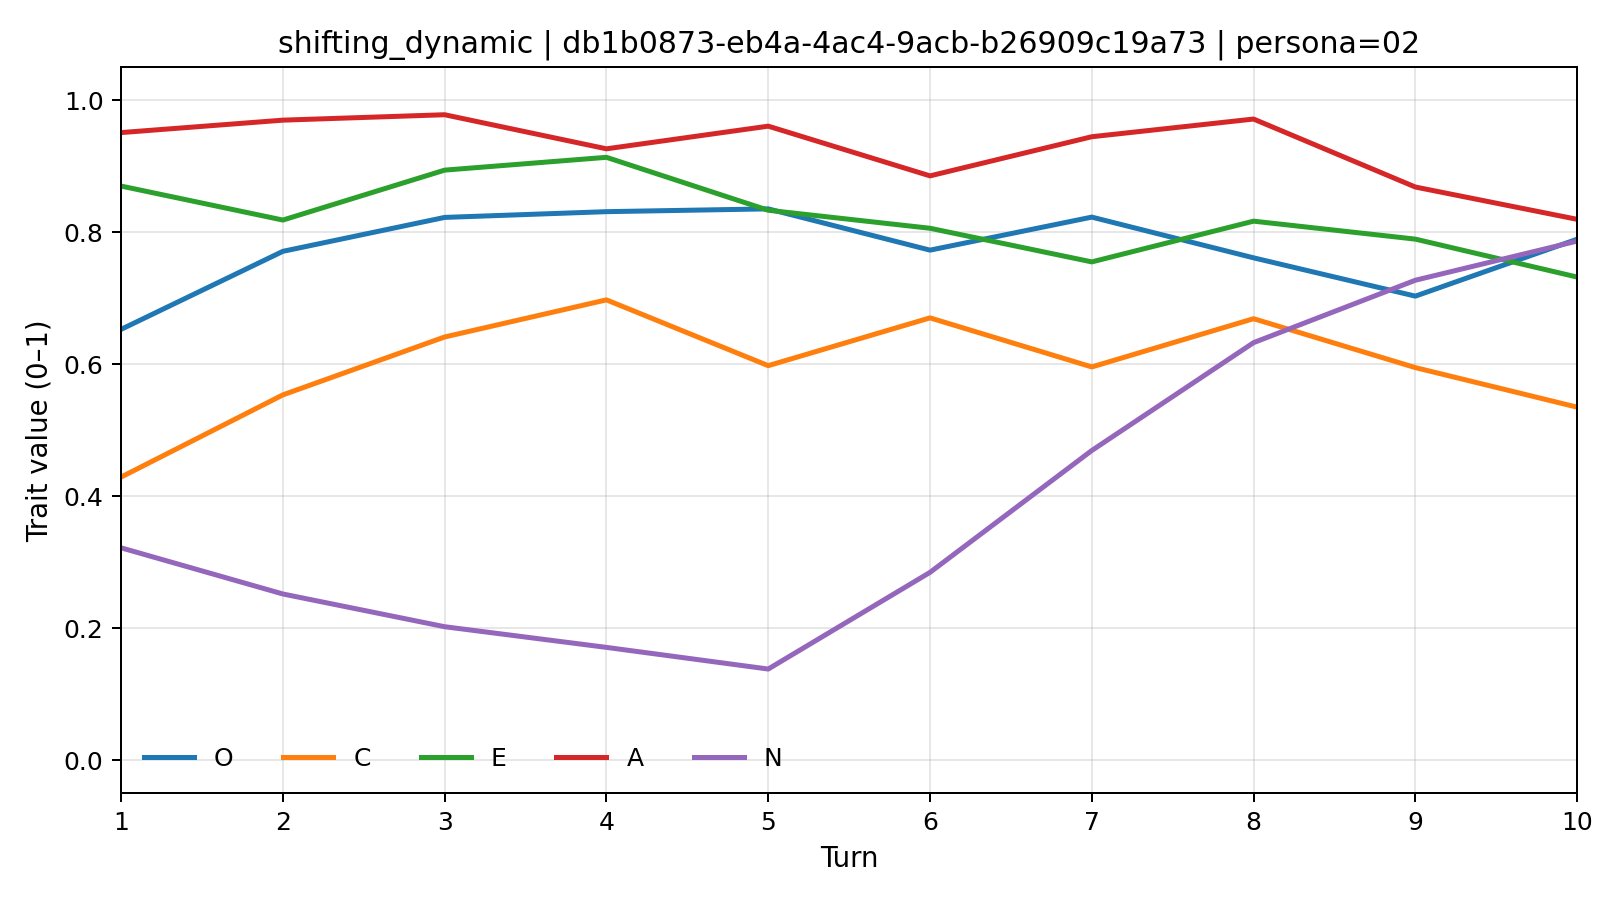 shifting_dynamic | db1b0873-eb4a-4ac4-9acb-b26909c19a73 | persona=02
Trait value (0–1)
1.0
0.8
0.6
0.4
0.2
0.0
O C E A N
1 2 3 4 5 6 7 8 9 10
Turn